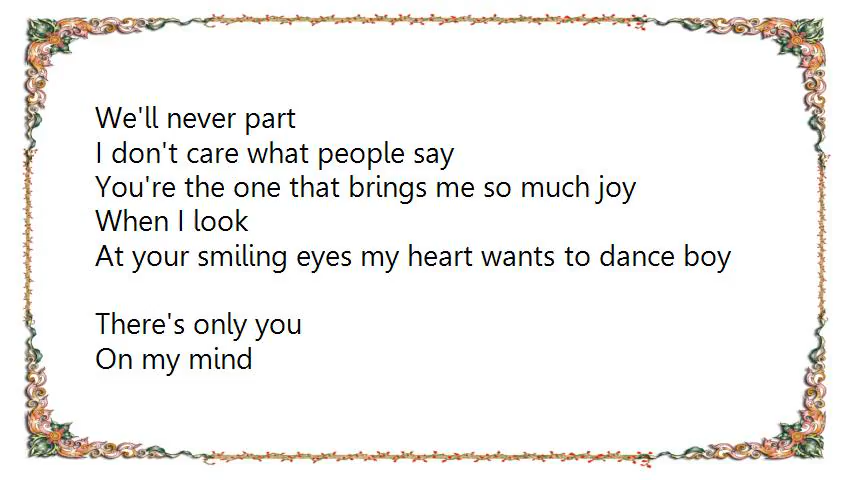 We'll never part
I don't care what people say
You're the one that brings me so much joy
When I look
At your smiling eyes my heart wants to dance boy
There's only you
On my mind